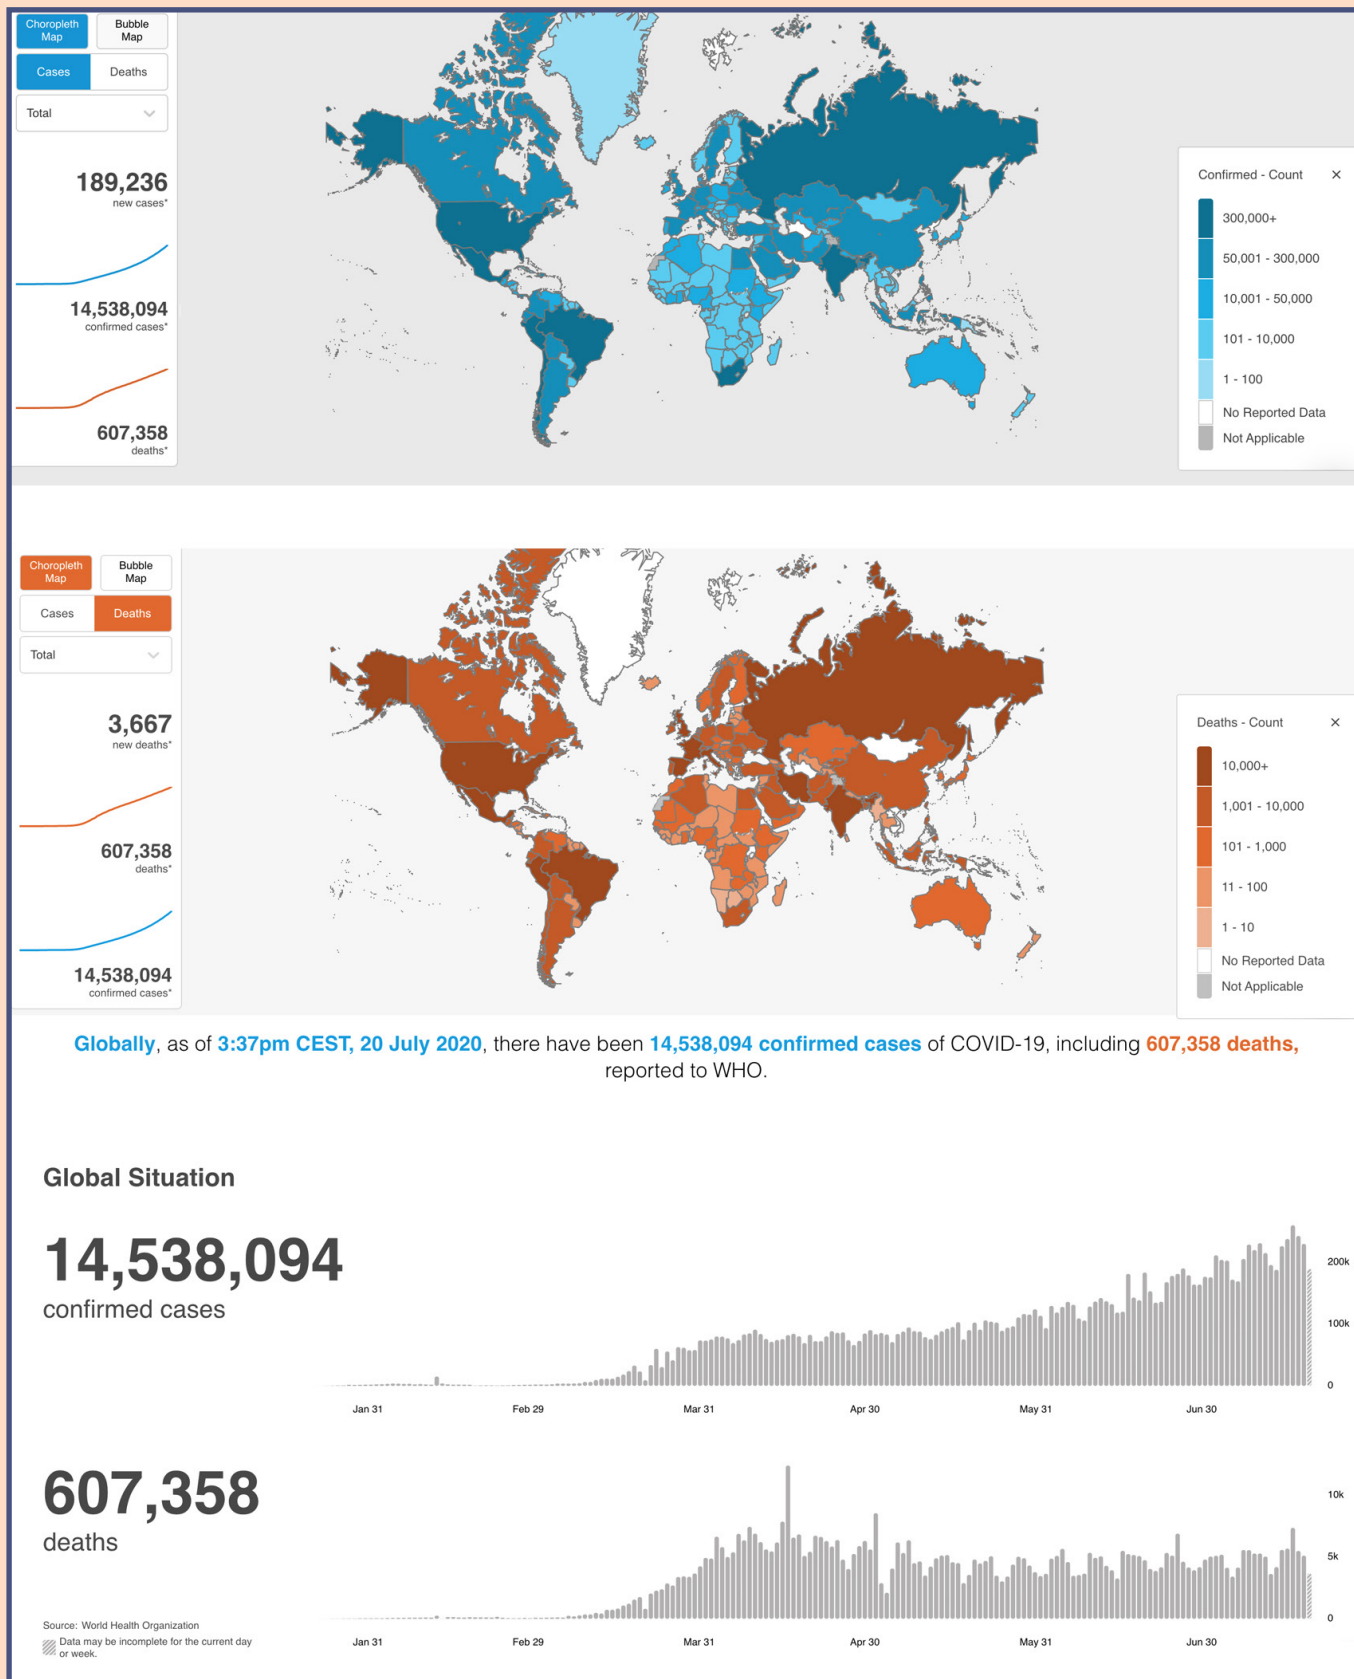 Choropleth
Map
Bubble
Map
Cases
Deaths
Total
189,236
new cases*
14,538,094
confirmed cases*
607,358
deaths*
Confirmed - Count
×
300,000+
50,001 - 300,000
10,001 - 50,000
101 - 10,000
1 - 100
No Reported Data
Not Applicable
Choropleth
Map
Bubble
Map
Cases
Deaths
Total
3,667
new deaths*
607,358
deaths*
14,538,094
confirmed cases*
Deaths - Count
×
10,000+
1,001 - 10,000
101 - 1,000
11 - 100
1 - 10
No Reported Data
Not Applicable
Globally, as of 3:37pm CEST, 20 July 2020, there have been 14,538,094 confirmed cases of COVID-19, including 607,358 deaths,
reported to WHO.
Global Situation
14,538,094
confirmed cases
200k
100k
0
Jan 31
Feb 29
Mar 31
Apr 30
May 31
Jun 30
607,358
deaths
10k
5k
0
Jan 31
Feb 29
Mar 31
Apr 30
May 31
Jun 30
Source: World Health Organization
Data may be incomplete for the current day
or week.